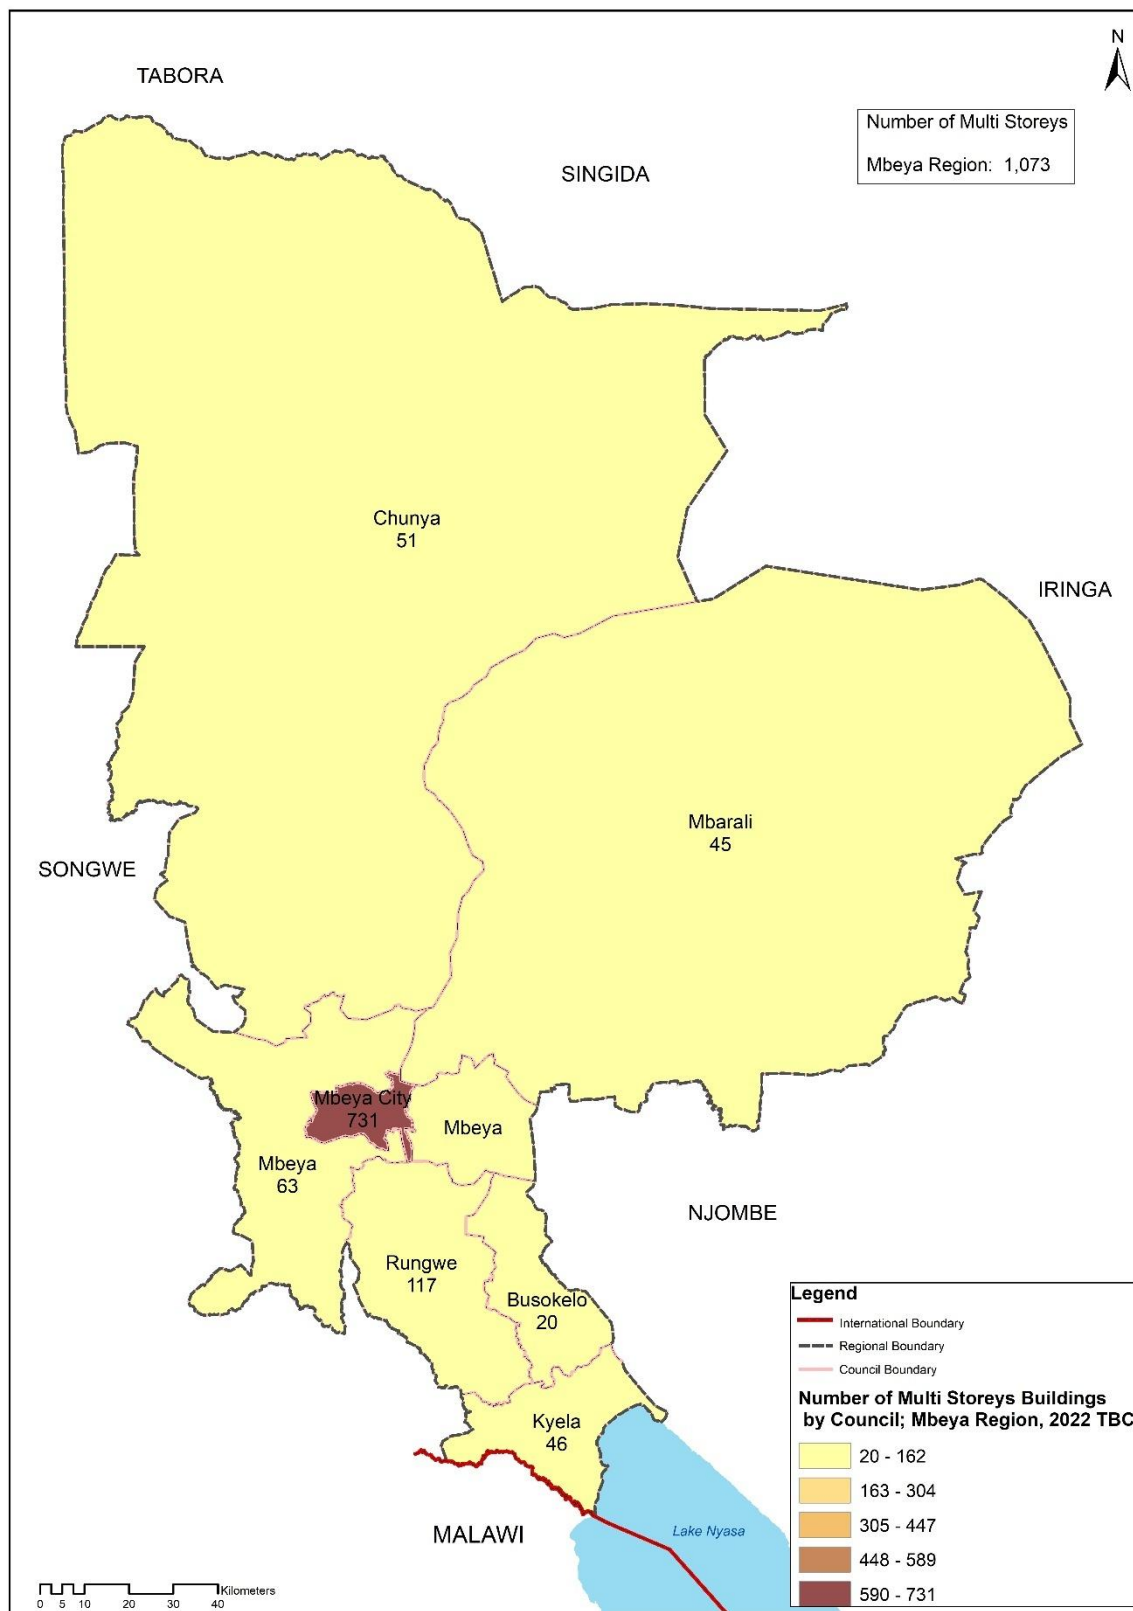 N
TABORA
Number of Multi Storeys
Mbeya Region: 1,073
SINGIDA
Chunya
51
IRINGA
Mbarali
45
SONGWE
Mbeya City
731
Mbeya
Mbeya
63
NJOMBE
Rungwe
117
Busokelo
20
Kyela
46
MALAWI
Lake Nyasa
Legend
International Boundary
Regional Boundary
Council Boundary
Number of Multi Storeys Buildings
by Council; Mbeya Region, 2022 TBC
20 - 162
163 - 304
305 - 447
448 - 589
590 - 731
Kilometers
0 5 10 20 30 40